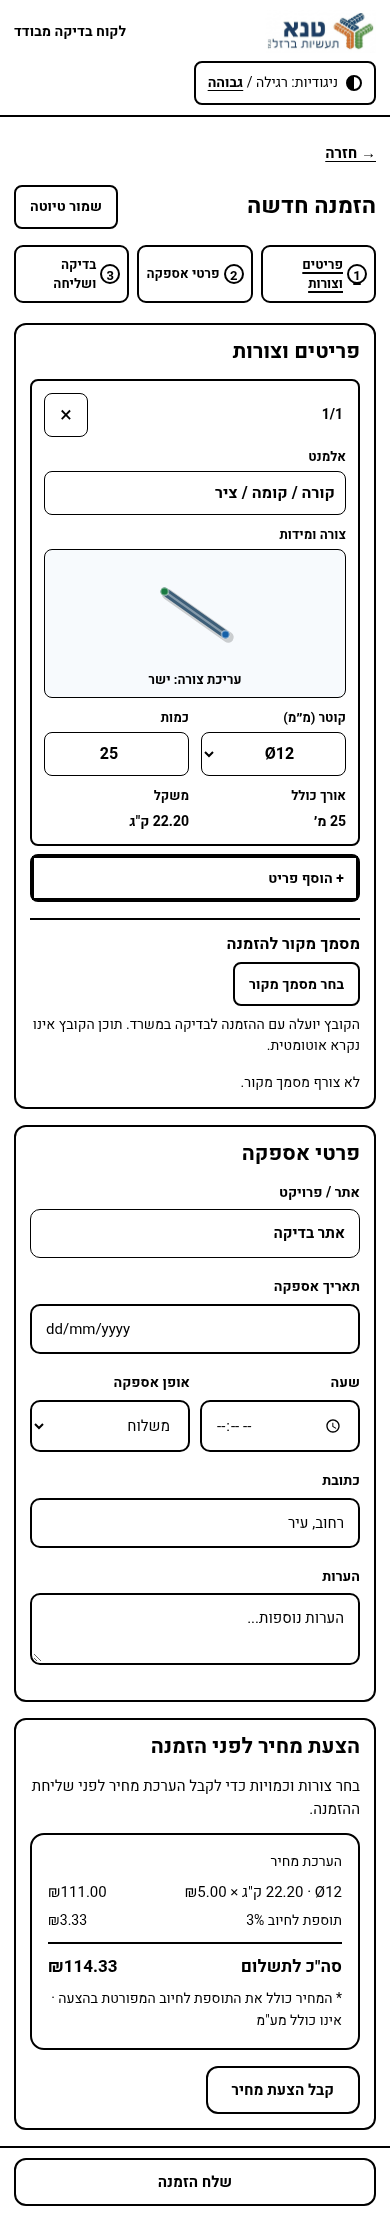 טנא
תעשיות ברזל
לקוח בדיקה מבודד
ניגודיות: רגילה / גבוהה
→ חזרה
הזמנה חדשה
שמור טיוטה
1 פריטים וצורות
2 פרטי אספקה
3 בדיקה ושליחה
פריטים וצורות
1/1
×
אלמנט
קורה / קומה / ציר
צורה ומידות
עריכת צורה: ישר
קוטר (מ״מ)
כמות
Ø12
25
אורך כולל
משקל
25 מ׳
22.20 ק"ג
+ הוסף פריט
מסמך מקור להזמנה
בחר מסמך מקור
הקובץ יועלה עם ההזמנה לבדיקה במשרד. תוכן הקובץ אינו
נקרא אוטומטית.
לא צורף מסמך מקור.
פרטי אספקה
אתר / פרויקט
אתר בדיקה
תאריך אספקה
dd/mm/yyyy
שעה
אופן אספקה
--:-- --
משלוח
כתובת
רחוב, עיר
הערות
הערות נוספות...
הצעת מחיר לפני הזמנה
בחר צורות וכמויות כדי לקבל הערכת מחיר לפני שליחת
ההזמנה.
הערכת מחיר
Ø12 · 22.20 ק"ג × ₪5.00
₪111.00
תוספת לחיוב 3%
₪3.33
סה"כ לתשלום
₪114.33
* המחיר כולל את התוספת לחיוב המפורטת בהצעה ·
אינו כולל מע"מ
קבל הצעת מחיר
שלח הזמנה